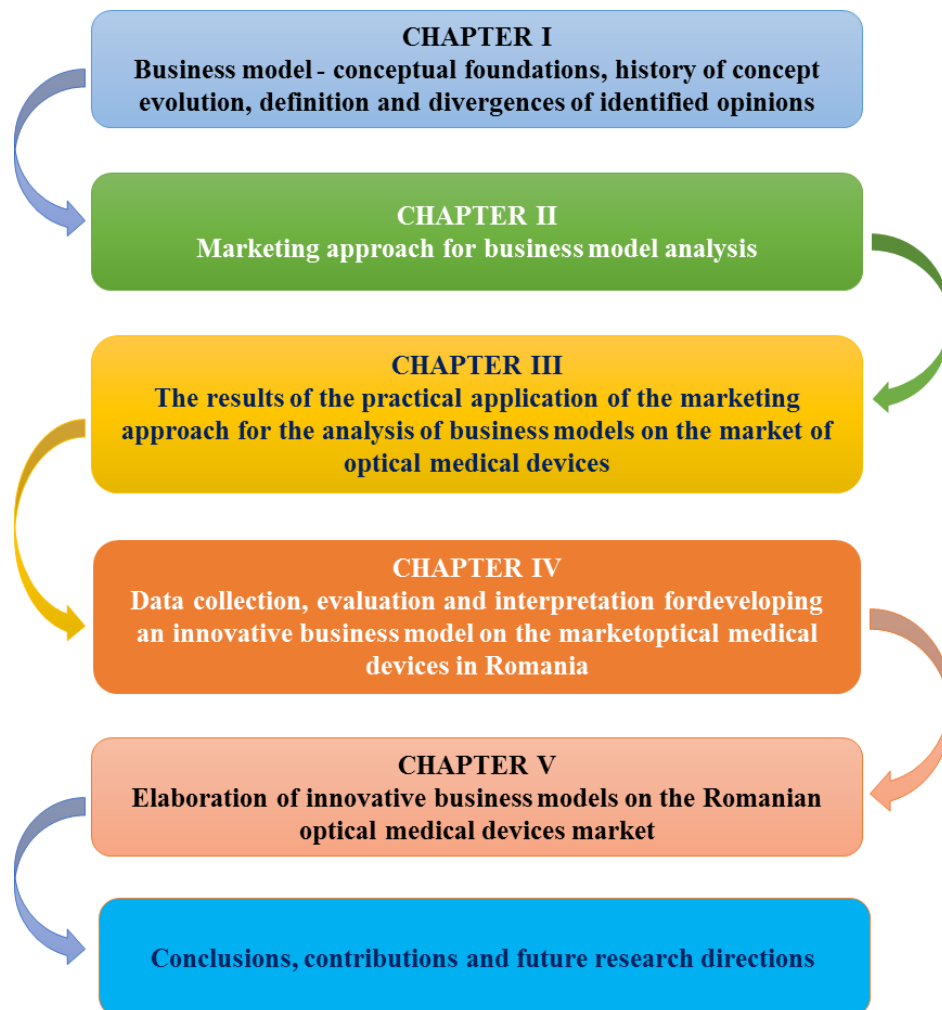 CHAPTER I
Business model - conceptual foundations, history of concept
evolution, definition and divergences of identified opinions
CHAPTER II
Marketing approach for business model analysis
CHAPTER III
The results of the practical application of the marketing
approach for the analysis of business models on the market of
optical medical devices
CHAPTER IV
Data collection, evaluation and interpretation fordeveloping
an innovative business model on the marketoptical medical
devices in Romania
CHAPTER V
Elaboration of innovative business models on the Romanian
optical medical devices market
Conclusions, contributions and future research directions